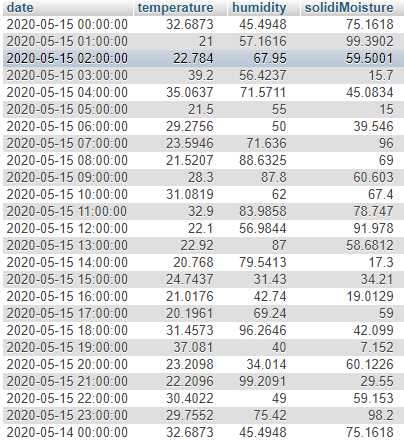 date temperature humidity solidiMoisture
2020-05-15 00:00:00 32.6873 45.4948 75.1618
2020-05-15 01:00:00 21 57.1616 99.3902
2020-05-15 02:00:00 22.784 67.95 59.5001
2020-05-15 03:00:00 39.2 56.4237 15.7
2020-05-15 04:00:00 35.0637 71.5711 45.0834
2020-05-15 05:00:00 21.5 55 15
2020-05-15 06:00:00 29.2756 50 39.546
2020-05-15 07:00:00 23.5946 71.636 96
2020-05-15 08:00:00 21.5207 88.6325 69
2020-05-15 09:00:00 28.3 87.8 60.603
2020-05-15 10:00:00 31.0819 62 67.4
2020-05-15 11:00:00 32.9 83.9858 78.747
2020-05-15 12:00:00 22.1 56.9844 91.978
2020-05-15 13:00:00 22.92 87 58.6812
2020-05-15 14:00:00 20.768 79.5413 17.3
2020-05-15 15:00:00 24.7437 31.43 34.21
2020-05-15 16:00:00 21.0176 42.74 19.0129
2020-05-15 17:00:00 20.1961 69.24 59
2020-05-15 18:00:00 31.4573 96.2646 42.099
2020-05-15 19:00:00 37.081 40 7.152
2020-05-15 20:00:00 23.2098 34.014 60.1226
2020-05-15 21:00:00 22.2096 99.2091 29.55
2020-05-15 22:00:00 30.4022 49 59.153
2020-05-15 23:00:00 29.7552 75.42 98.2
2020-05-14 00:00:00 32.6873 45.4948 75.1618